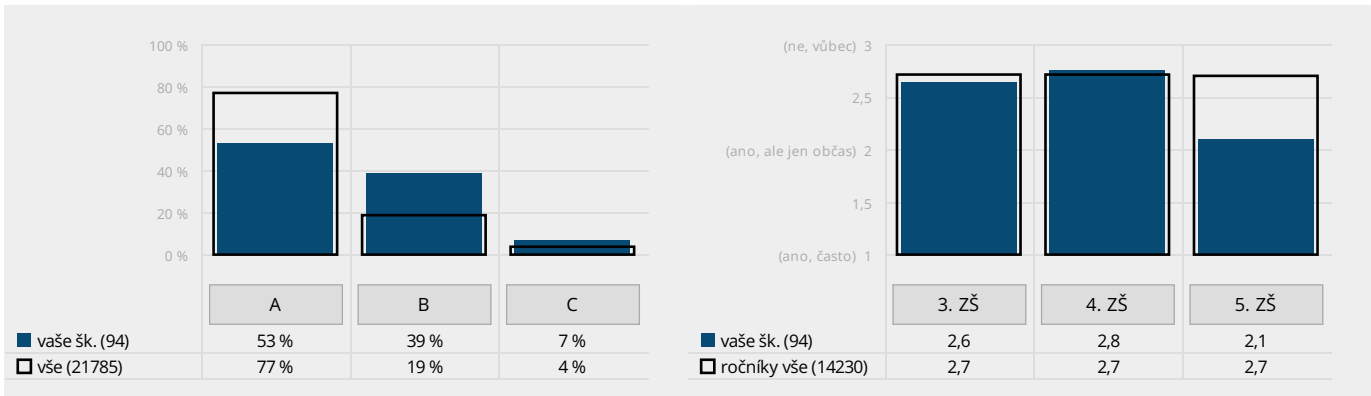 100 %
80 %
60 %
40 %
20 %
0 %
A B C
vaše šk. (94) 53 % 39 % 7 %
vše (21785) 77 % 19 % 4 %
(ne, vůbec) 3
2,5
(ano, ale jen občas) 2
1,5
(ano, často) 1
3. ZŠ 4. ZŠ 5. ZŠ
vaše šk. (94) 2,6 2,8 2,1
ročníky vše (14230) 2,7 2,7 2,7